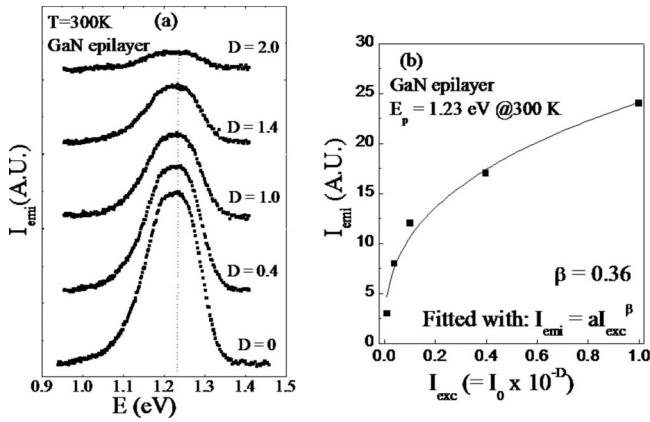 T=300K
(a)
GaN epilayer
D = 2.0
1.4
D = 1.0
D = 0.4
D = 0
I_emi (A.U.)
0.9 1.0 1.1 1.2 1.3 1.4 1.5
E (eV)
(b)
GaN epilayer
E_p = 1.23 eV @300 K
30
25
20
15
10
5
0
I_emi (A.U.)
β = 0.36
Fitted with: I_emi = aI_exc^β
0.0 0.2 0.4 0.6 0.8 1.0
I_exc (= I_0 x 10^-D)